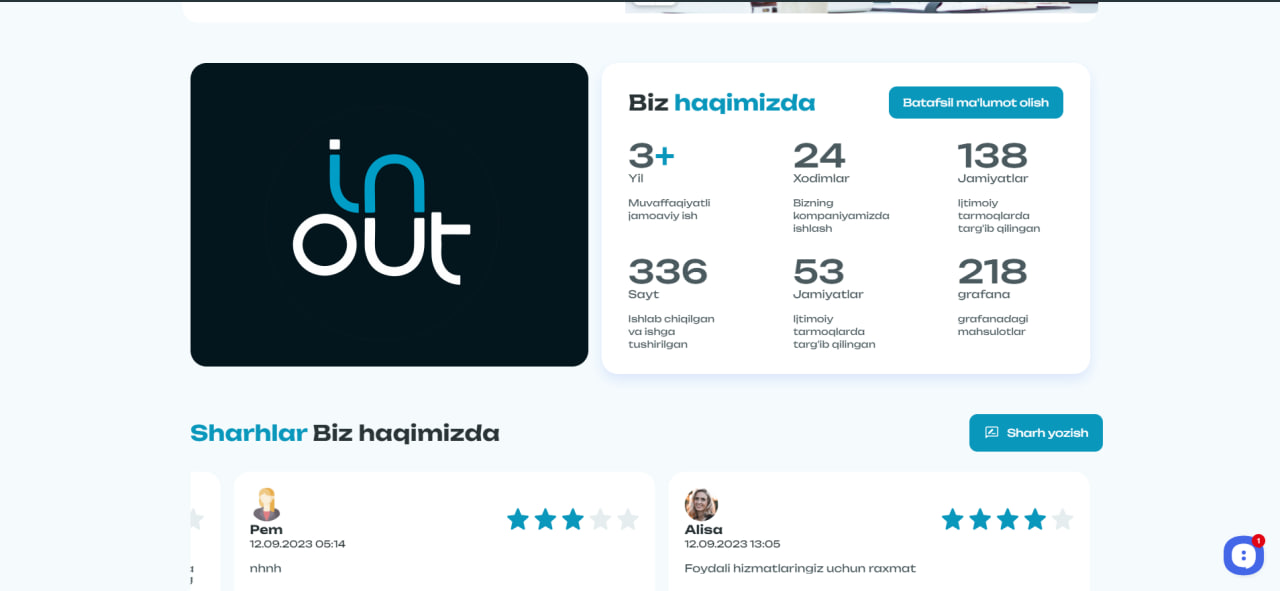 in
out
Biz haqimizda
Batafsil ma'lumot olish
3+
Yil
Muvaffaqiyatli
jamoaviy ish
24
Xodimlar
Bizning
kompaniyamizda
ishlash
138
Jamiyatlar
Ijtimoiy
tarmoqlarda
targ'ib qilingan
336
Sayt
Ishlab chiqilgan
va ishga
tushirilgan
53
Jamiyatlar
Ijtimoiy
tarmoqlarda
targ'ib qilingan
218
grafana
grafanadagi
mahsulotlar
Sharhlar Biz haqimizda
Sharh yozish
Pem
12.09.2023 05:14
nhnh
Alisa
12.09.2023 13:05
Foydali hizmatlaringiz uchun raxmat
1